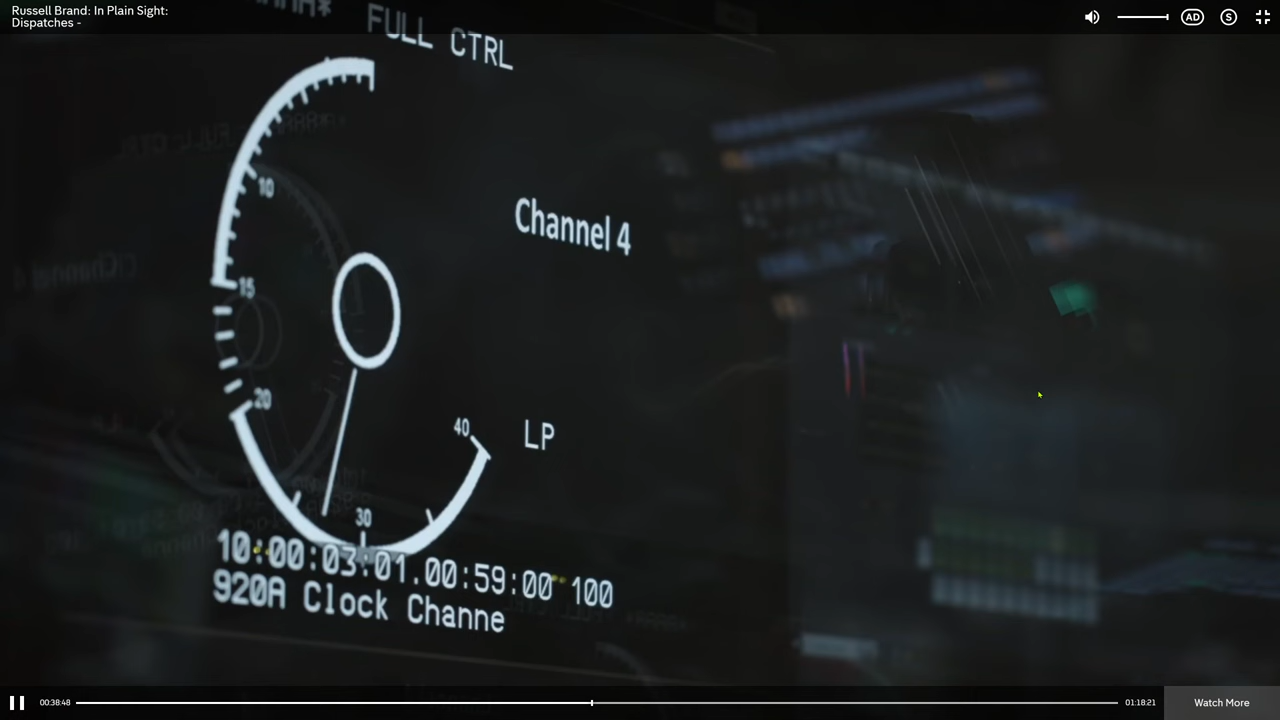 Russell Brand: In Plain Sight:
Dispatches -
AD
S
FULL CTRL
10
Channel 4
15
20
40
LP
30
10:00:03:01.00:59:00 100
920A Clock Channe
00:38:48
01:18:21
Watch More